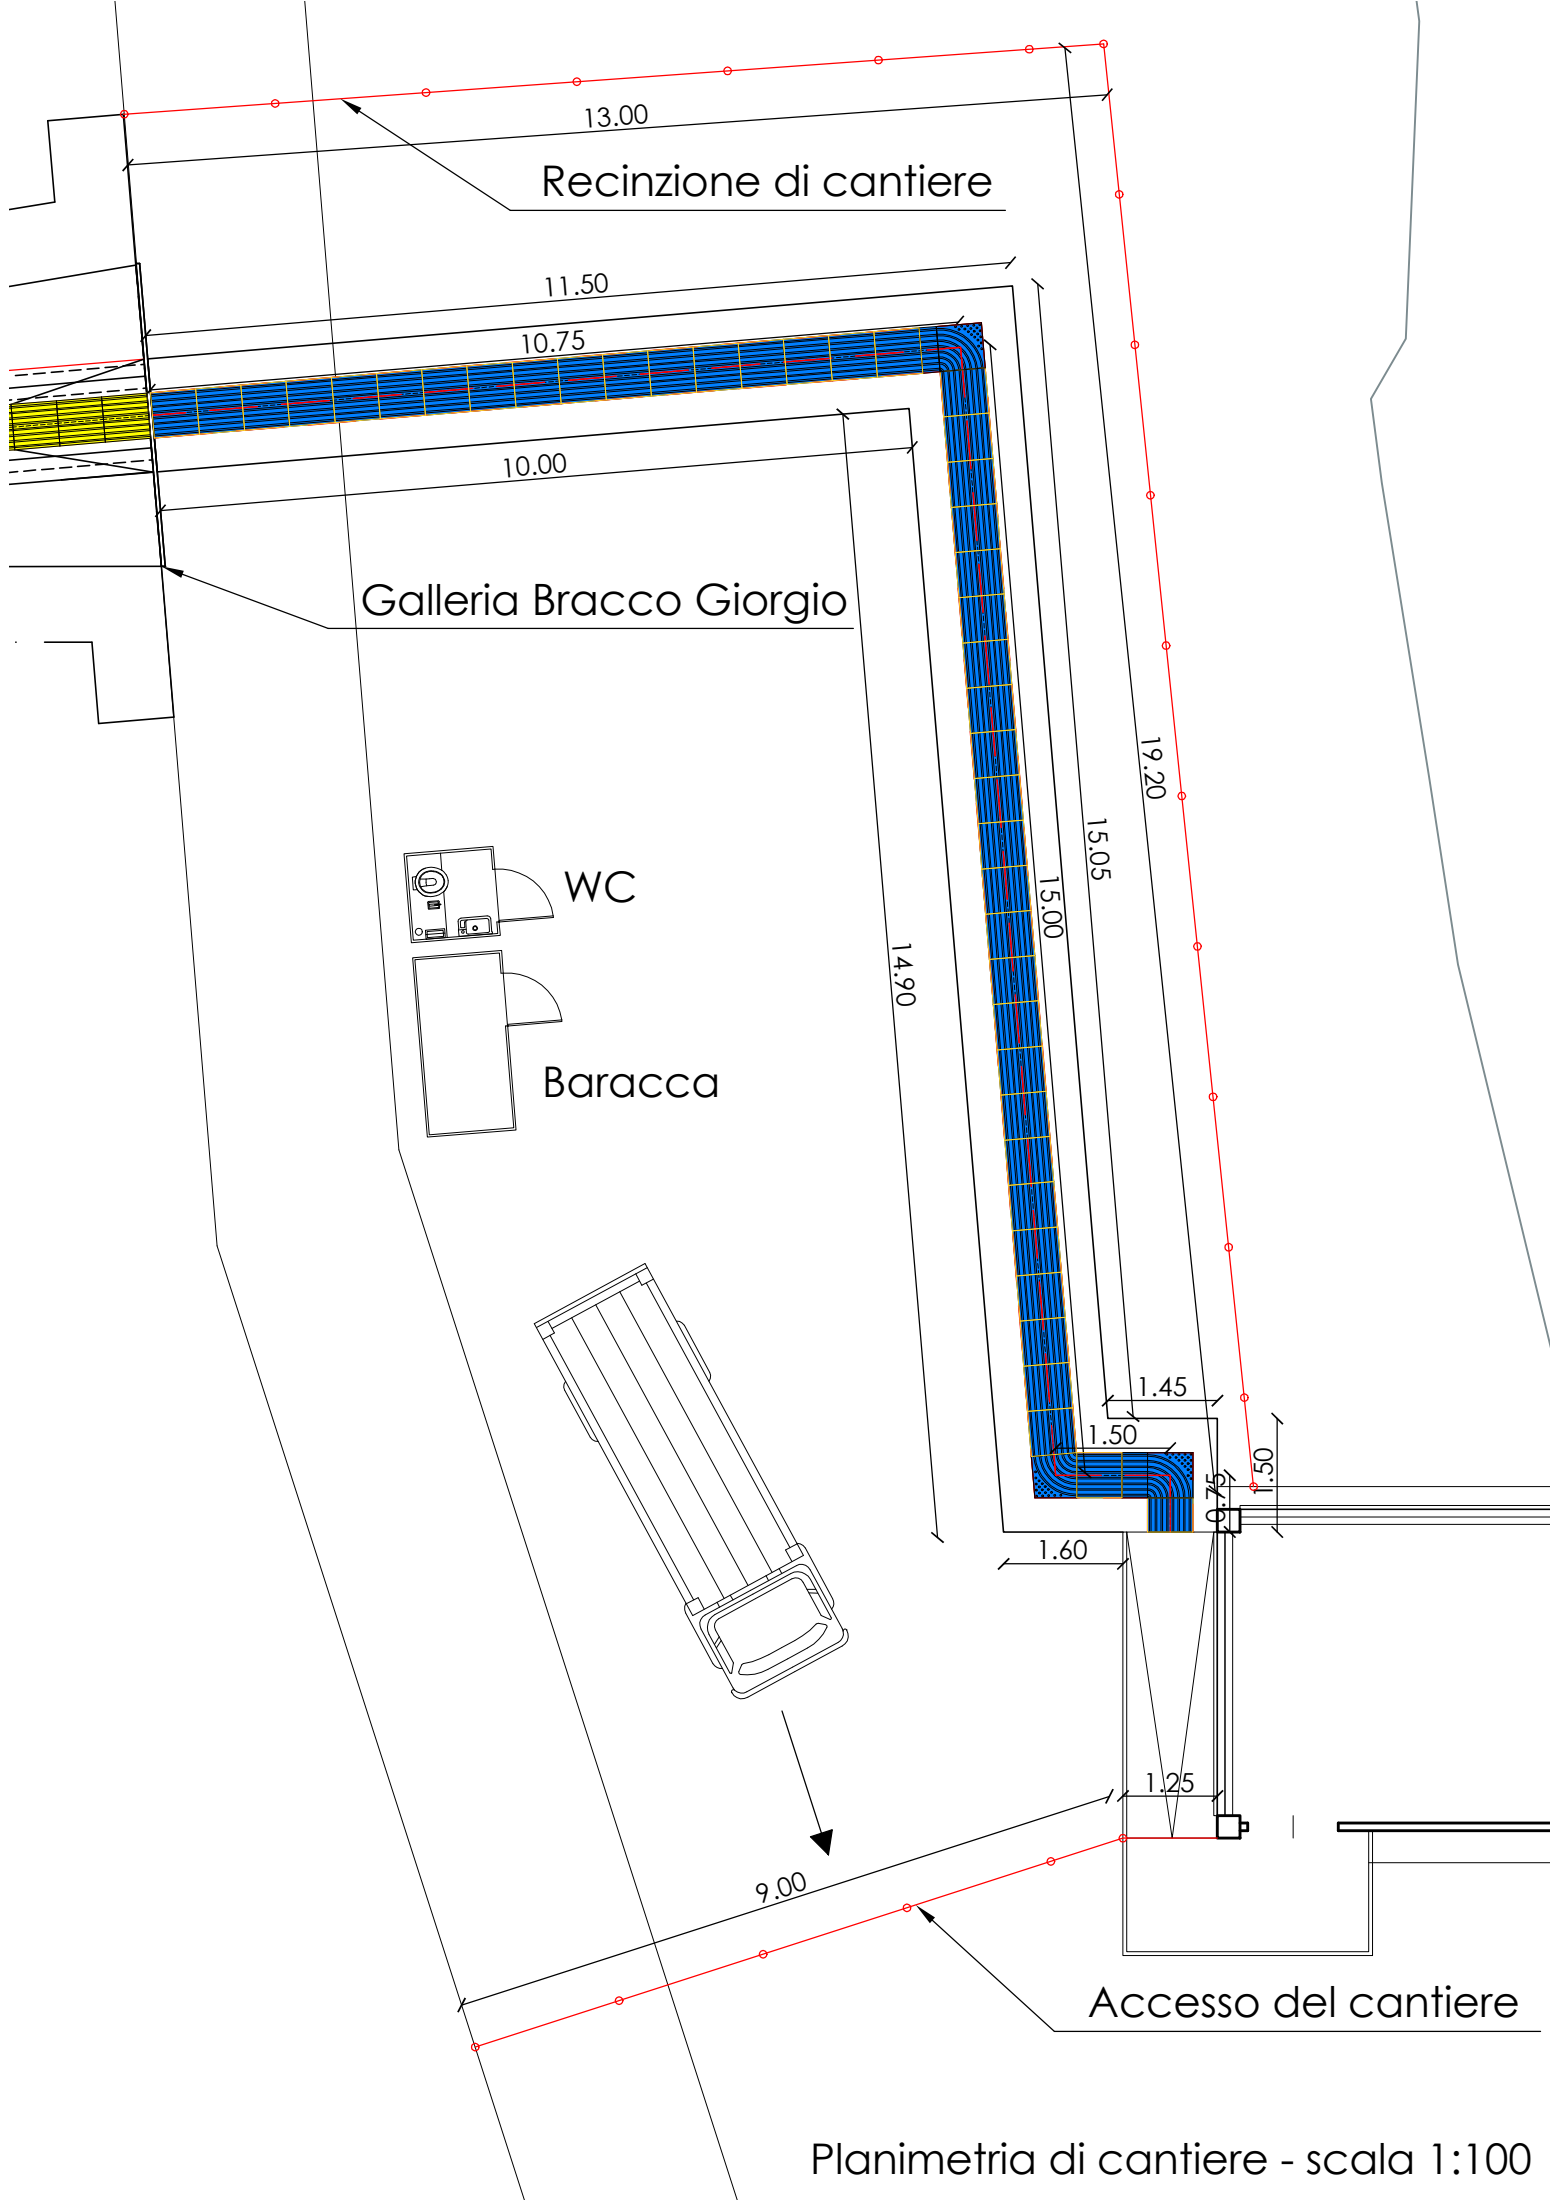 13.00
Recinzione di cantiere
11.50
10.75
10.00
Galleria Bracco Giorgio
19.20
15.05
15.00
14.90
WC
Baracca
1.45
1.50
1.50
0.75
1.60
1.25
9.00
Accesso del cantiere
Planimetria di cantiere - scala 1:100